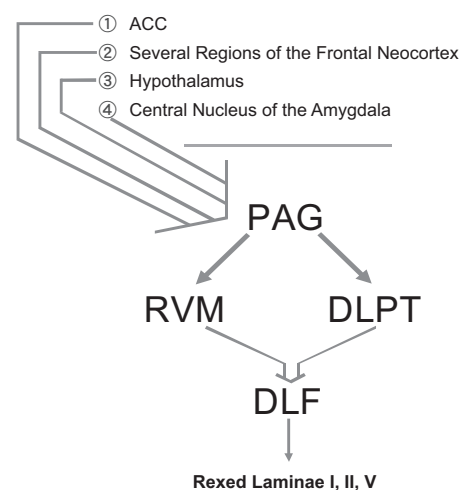 ① ACC
② Several Regions of the Frontal Neocortex
③ Hypothalamus
④ Central Nucleus of the Amygdala
PAG
RVM DLPT
DLF
Rexed Laminae I, II, V